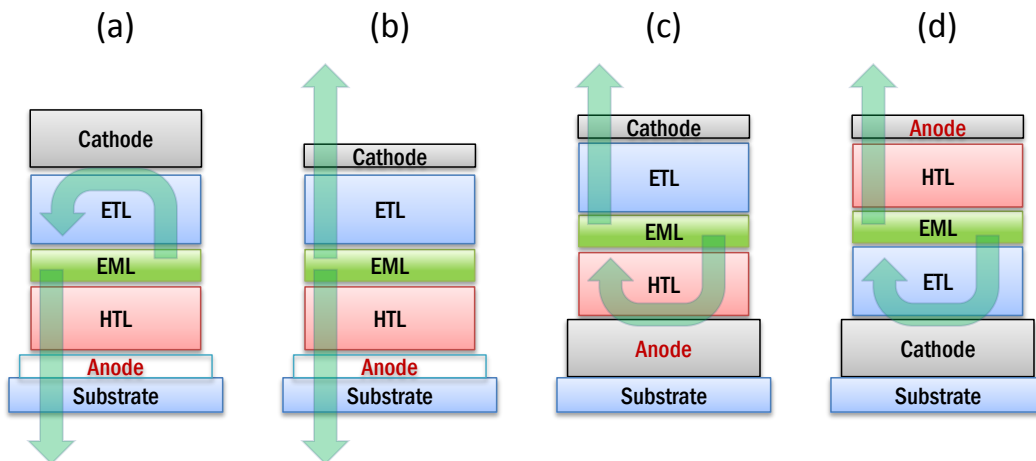 (a)
Cathode
ETL
EML
HTL
Anode
Substrate
(b)
Cathode
ETL
EML
HTL
Anode
Substrate
(c)
Cathode
ETL
EML
HTL
Anode
Substrate
(d)
Anode
HTL
EML
ETL
Cathode
Substrate